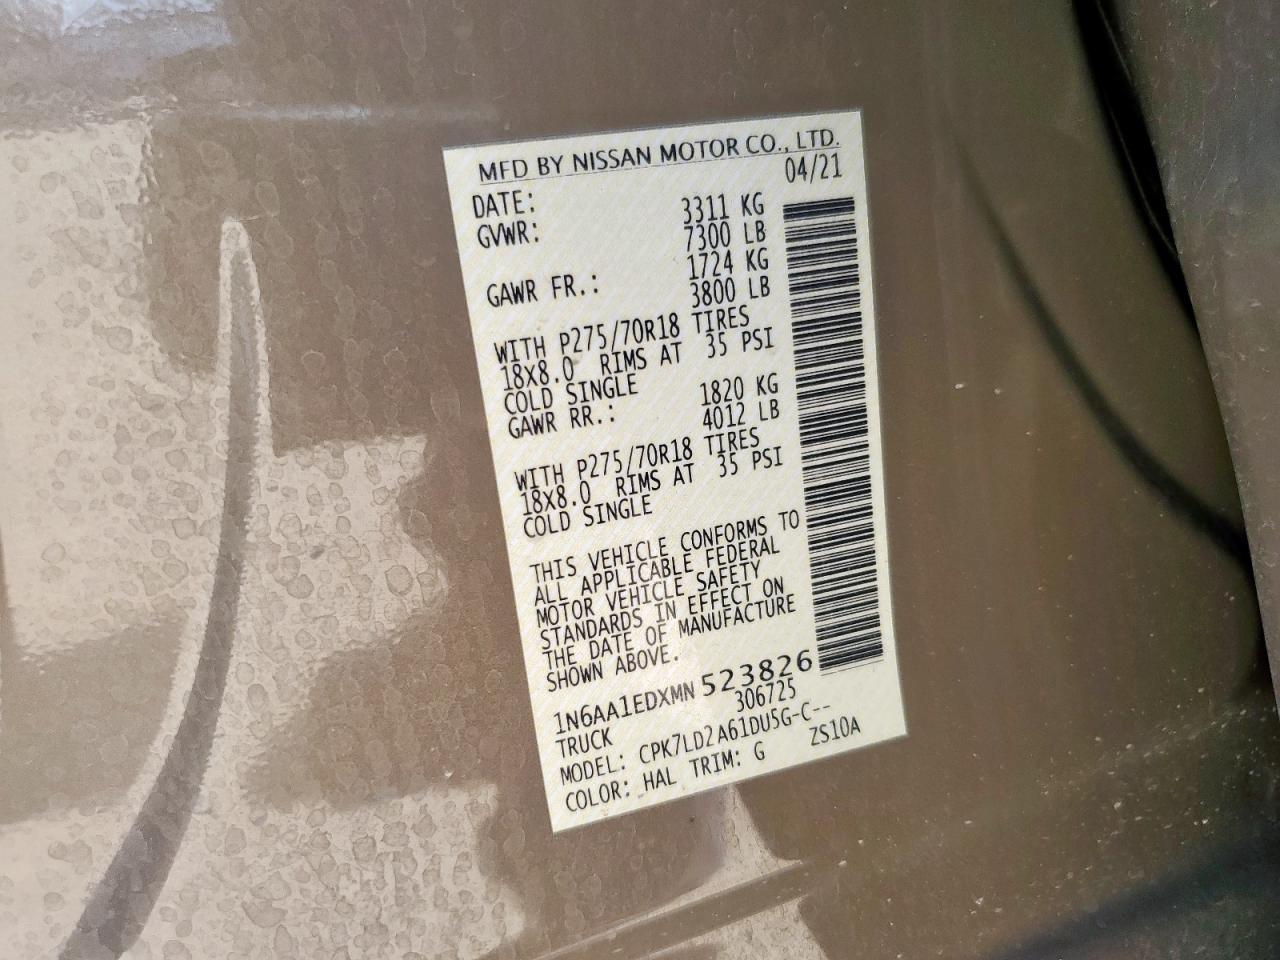 MFD BY NISSAN MOTOR CO., LTD.
DATE: 04/21
GVWR: 3311 KG
7300 LB
GAWR FR.: 1724 KG
3800 LB
WITH P275/70R18 TIRES
18X8.0 RIMS AT 35 PSI
COLD SINGLE
GAWR RR.: 1820 KG
4012 LB
WITH P275/70R18 TIRES
18X8.0 RIMS AT 35 PSI
COLD SINGLE
THIS VEHICLE CONFORMS TO
ALL APPLICABLE FEDERAL
MOTOR VEHICLE SAFETY
STANDARDS IN EFFECT ON
THE DATE OF MANUFACTURE
SHOWN ABOVE.
1N6AA1EDXMN523826
TRUCK 306725
MODEL: CPK7LD2A61DU5G-C--
COLOR: HAL TRIM: G ZS10A